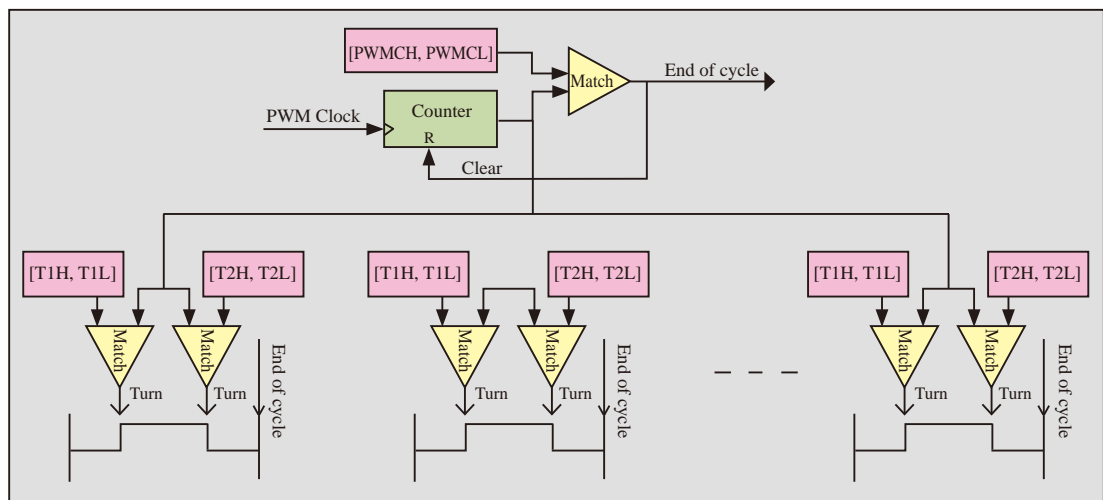 [PWMCH, PWMCL]
Match
End of cycle
PWM Clock
Counter
R
Clear
[T1H, T1L]
[T2H, T2L]
Match
Match
Turn
Turn
End of cycle
[T1H, T1L]
[T2H, T2L]
Match
Match
Turn
Turn
End of cycle
[T1H, T1L]
[T2H, T2L]
Match
Match
Turn
Turn
End of cycle